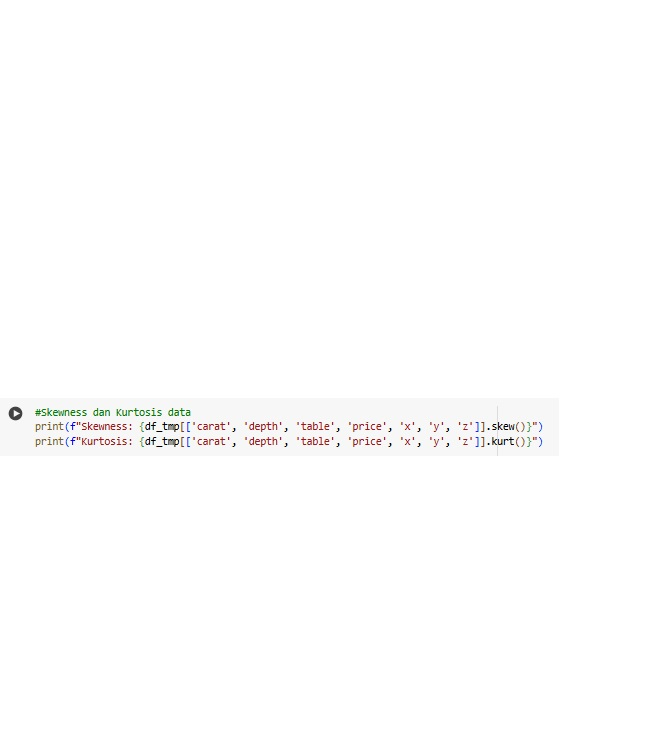 #Skewness dan Kurtosis data
print(f"Skewness: {df_tmp[['carat', 'depth', 'table', 'price', 'x', 'y', 'z']].skew()}")
print(f"Kurtosis: {df_tmp[['carat', 'depth', 'table', 'price', 'x', 'y', 'z']].kurt()}")